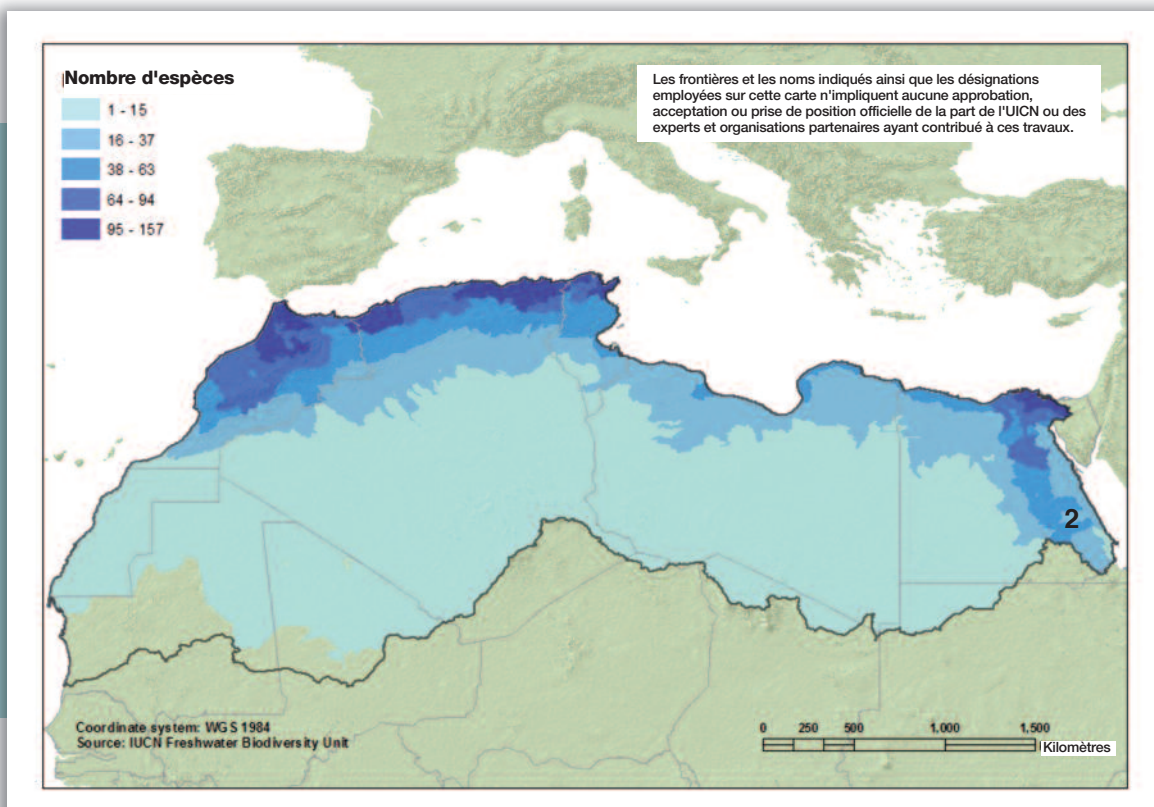 Nombre d'espèces
1 - 15
16 - 37
38 - 63
64 - 94
95 - 157
Les frontières et les noms indiqués ainsi que les désignations
employées sur cette carte n'impliquent aucune approbation,
acceptation ou prise de position officielle de la part de l'UICN ou des
experts et organisations partenaires ayant contribué à ces travaux.
2
Coordinate system: WGS 1984
Source: IUCN Freshwater Biodiversity Unit
0 250 500 1,000 1,500
Kilomètres